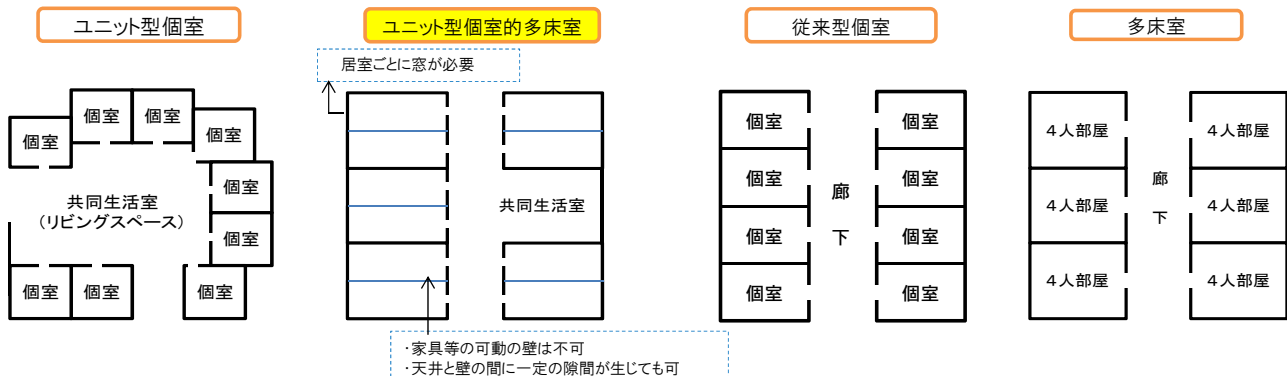 ユニット型個室
個室
個室
個室
個室
個室
個室
共同生活室
(リビングスペース)
個室
個室
個室
ユニット型個室的多床室
居室ごとに窓が必要
共同生活室
・家具等の可動の壁は不可
・天井と壁の間に一定の隙間が生じても可
従来型個室
個室
個室
個室
個室
廊
下
個室
個室
個室
個室
多床室
4人部屋
4人部屋
4人部屋
廊
下
4人部屋
4人部屋
4人部屋